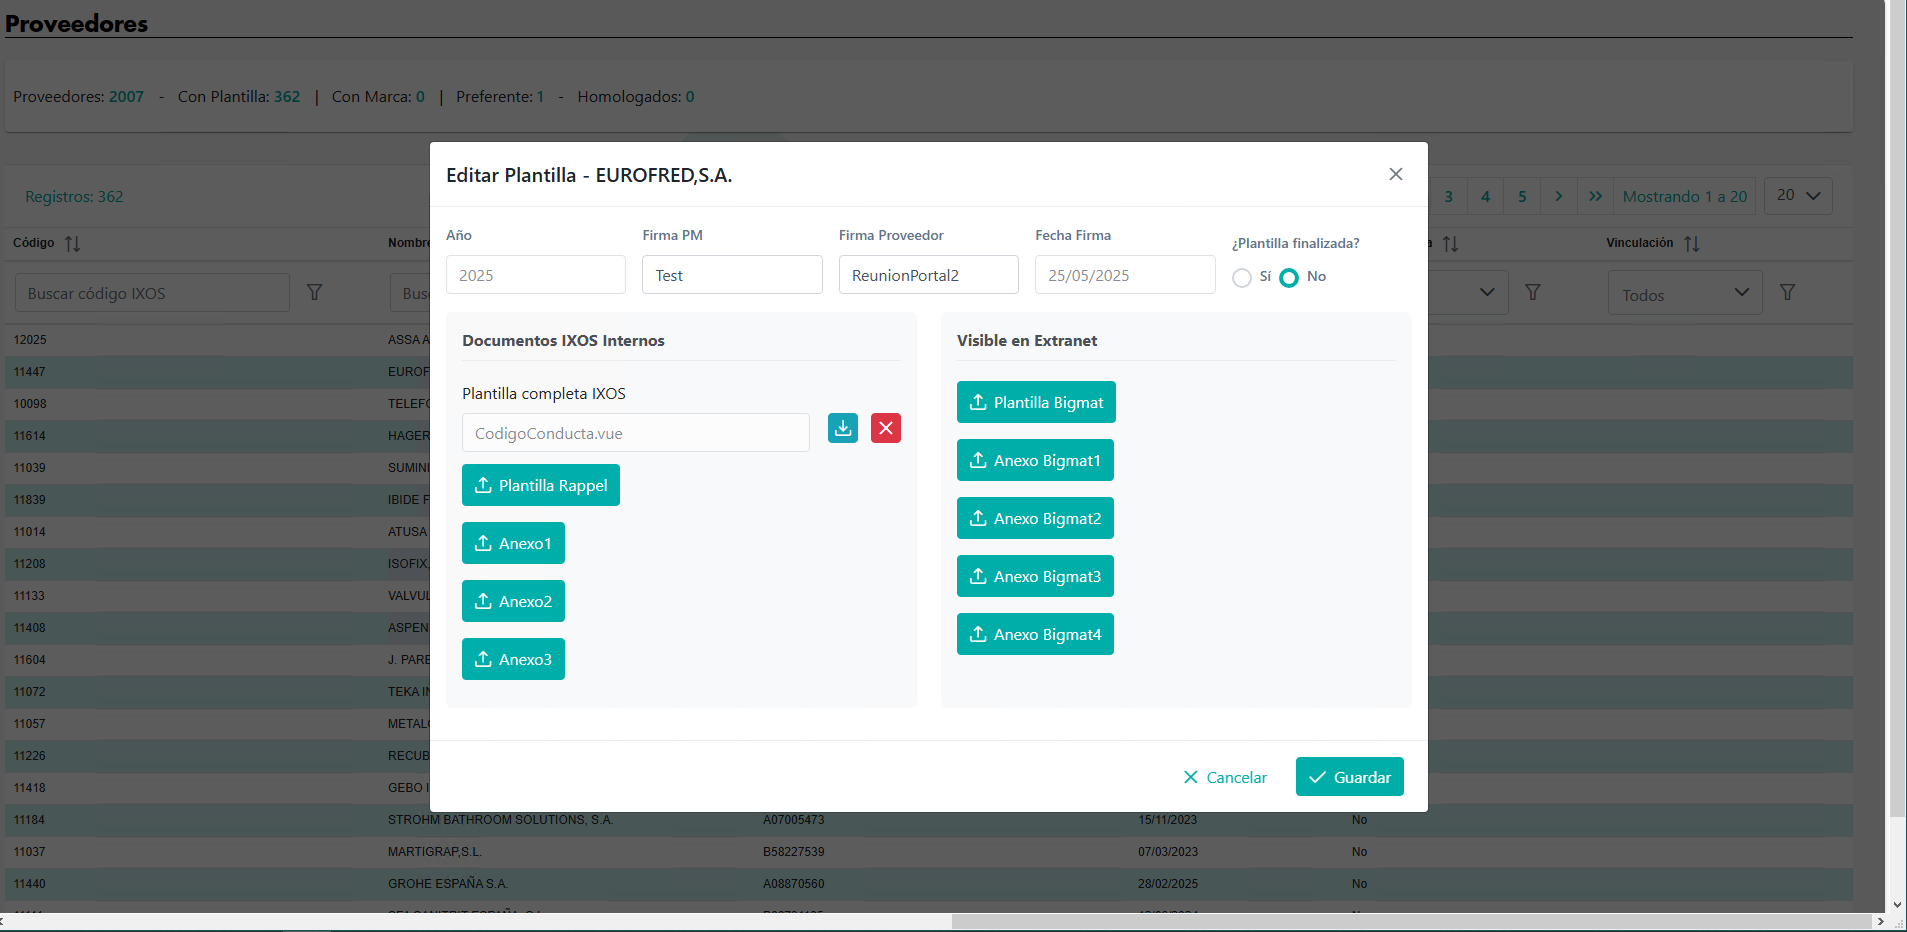 Proveedores
Proveedores: 2007 - Con Plantilla: 362 | Con Marca: 0 | Preferente: 1 - Homologados: 0
Registros: 362
3 4 5 Mostrando 1 a 20 20
Código
Vinculación
Buscar código IXOS
Todos
Editar Plantilla - EUROFRED,S.A.
Año
Firma PM
Firma Proveedor
Fecha Firma
¿Plantilla finalizada?
2025
Test
ReunionPortal2
25/05/2025
Sí
No
Documentos IXOS Internos
Plantilla completa IXOS
CodigoConducta.vue
Plantilla Rappel
Anexo1
Anexo2
Anexo3
Visible en Extranet
Plantilla Bigmat
Anexo Bigmat1
Anexo Bigmat2
Anexo Bigmat3
Anexo Bigmat4
Cancelar
Guardar
12025 ASSA A
11447 EUROF
10098 TELEF
11614 HAGER
11039 SUMINI
11839 IBIDE F
11014 ATUSA
11208 ISOFIX,
11133 VALVUL
11408 ASPEN
11604 J. PARE
11072 TEKA I
11057 METAL
11226 RECUB
11418 GEBO I
11184 STROHM BATHROOM SOLUTIONS, S.A. A07005473 15/11/2023 No
11037 MARTIGRAP,S.L. B58227539 07/03/2023 No
11440 GROHE ESPAÑA S.A. A08870560 28/02/2025 No